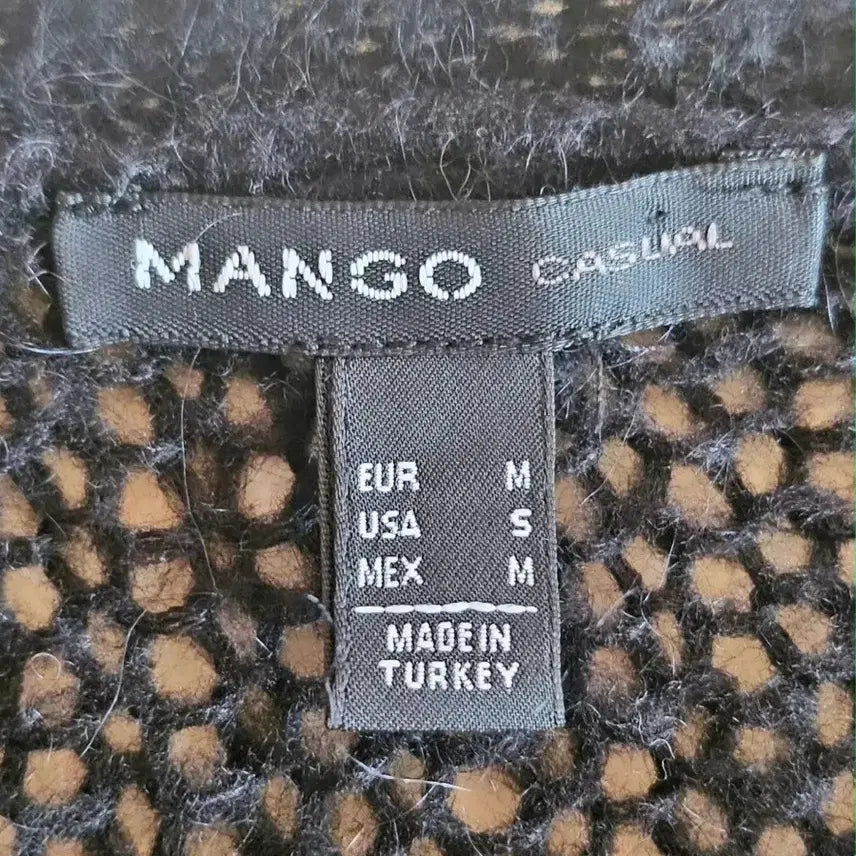 MANGO CASUAL
EUR M
USA S
MEX M
MADE IN
TURKEY